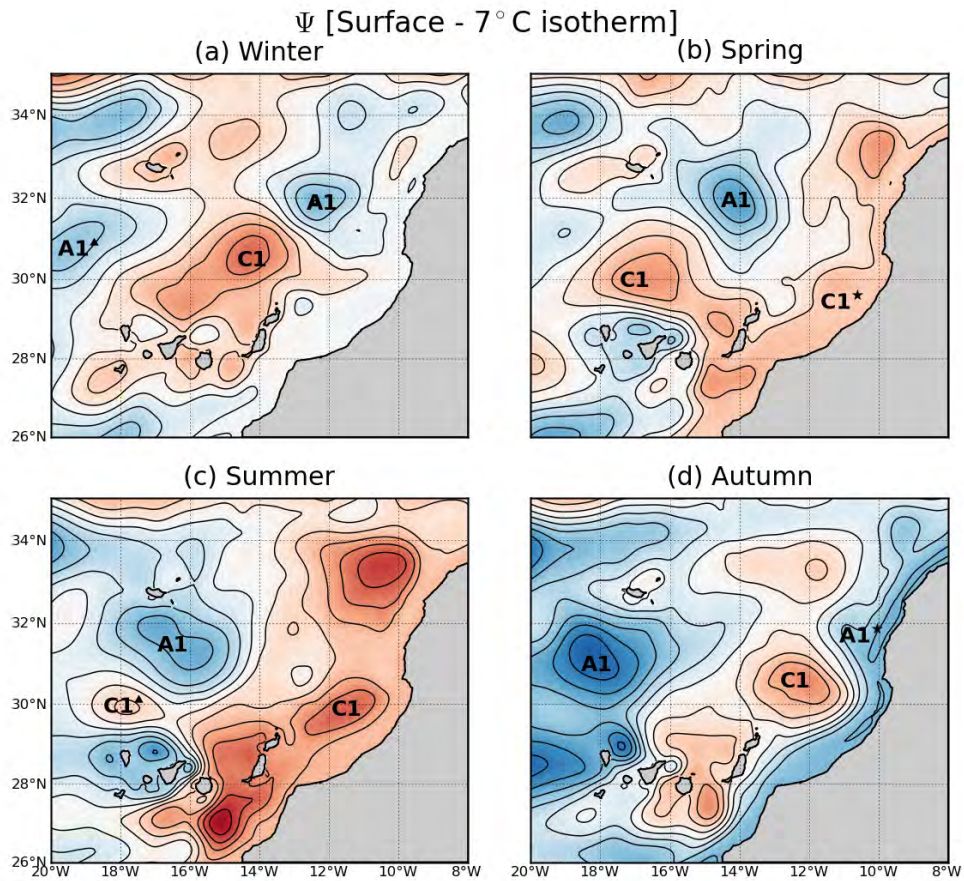 Ψ [Surface - 7°C isotherm]
(a) Winter
(b) Spring
34°N
32°N
30°N
28°N
26°N
A1
A1
C1
A1
C1
C1
(c) Summer
(d) Autumn
34°N
32°N
30°N
28°N
26°N
A1
C1
C1
A1
A1
C1
20°W 18°W 16°W 14°W 12°W 10°W 8°W
20°W 18°W 16°W 14°W 12°W 10°W 8°W